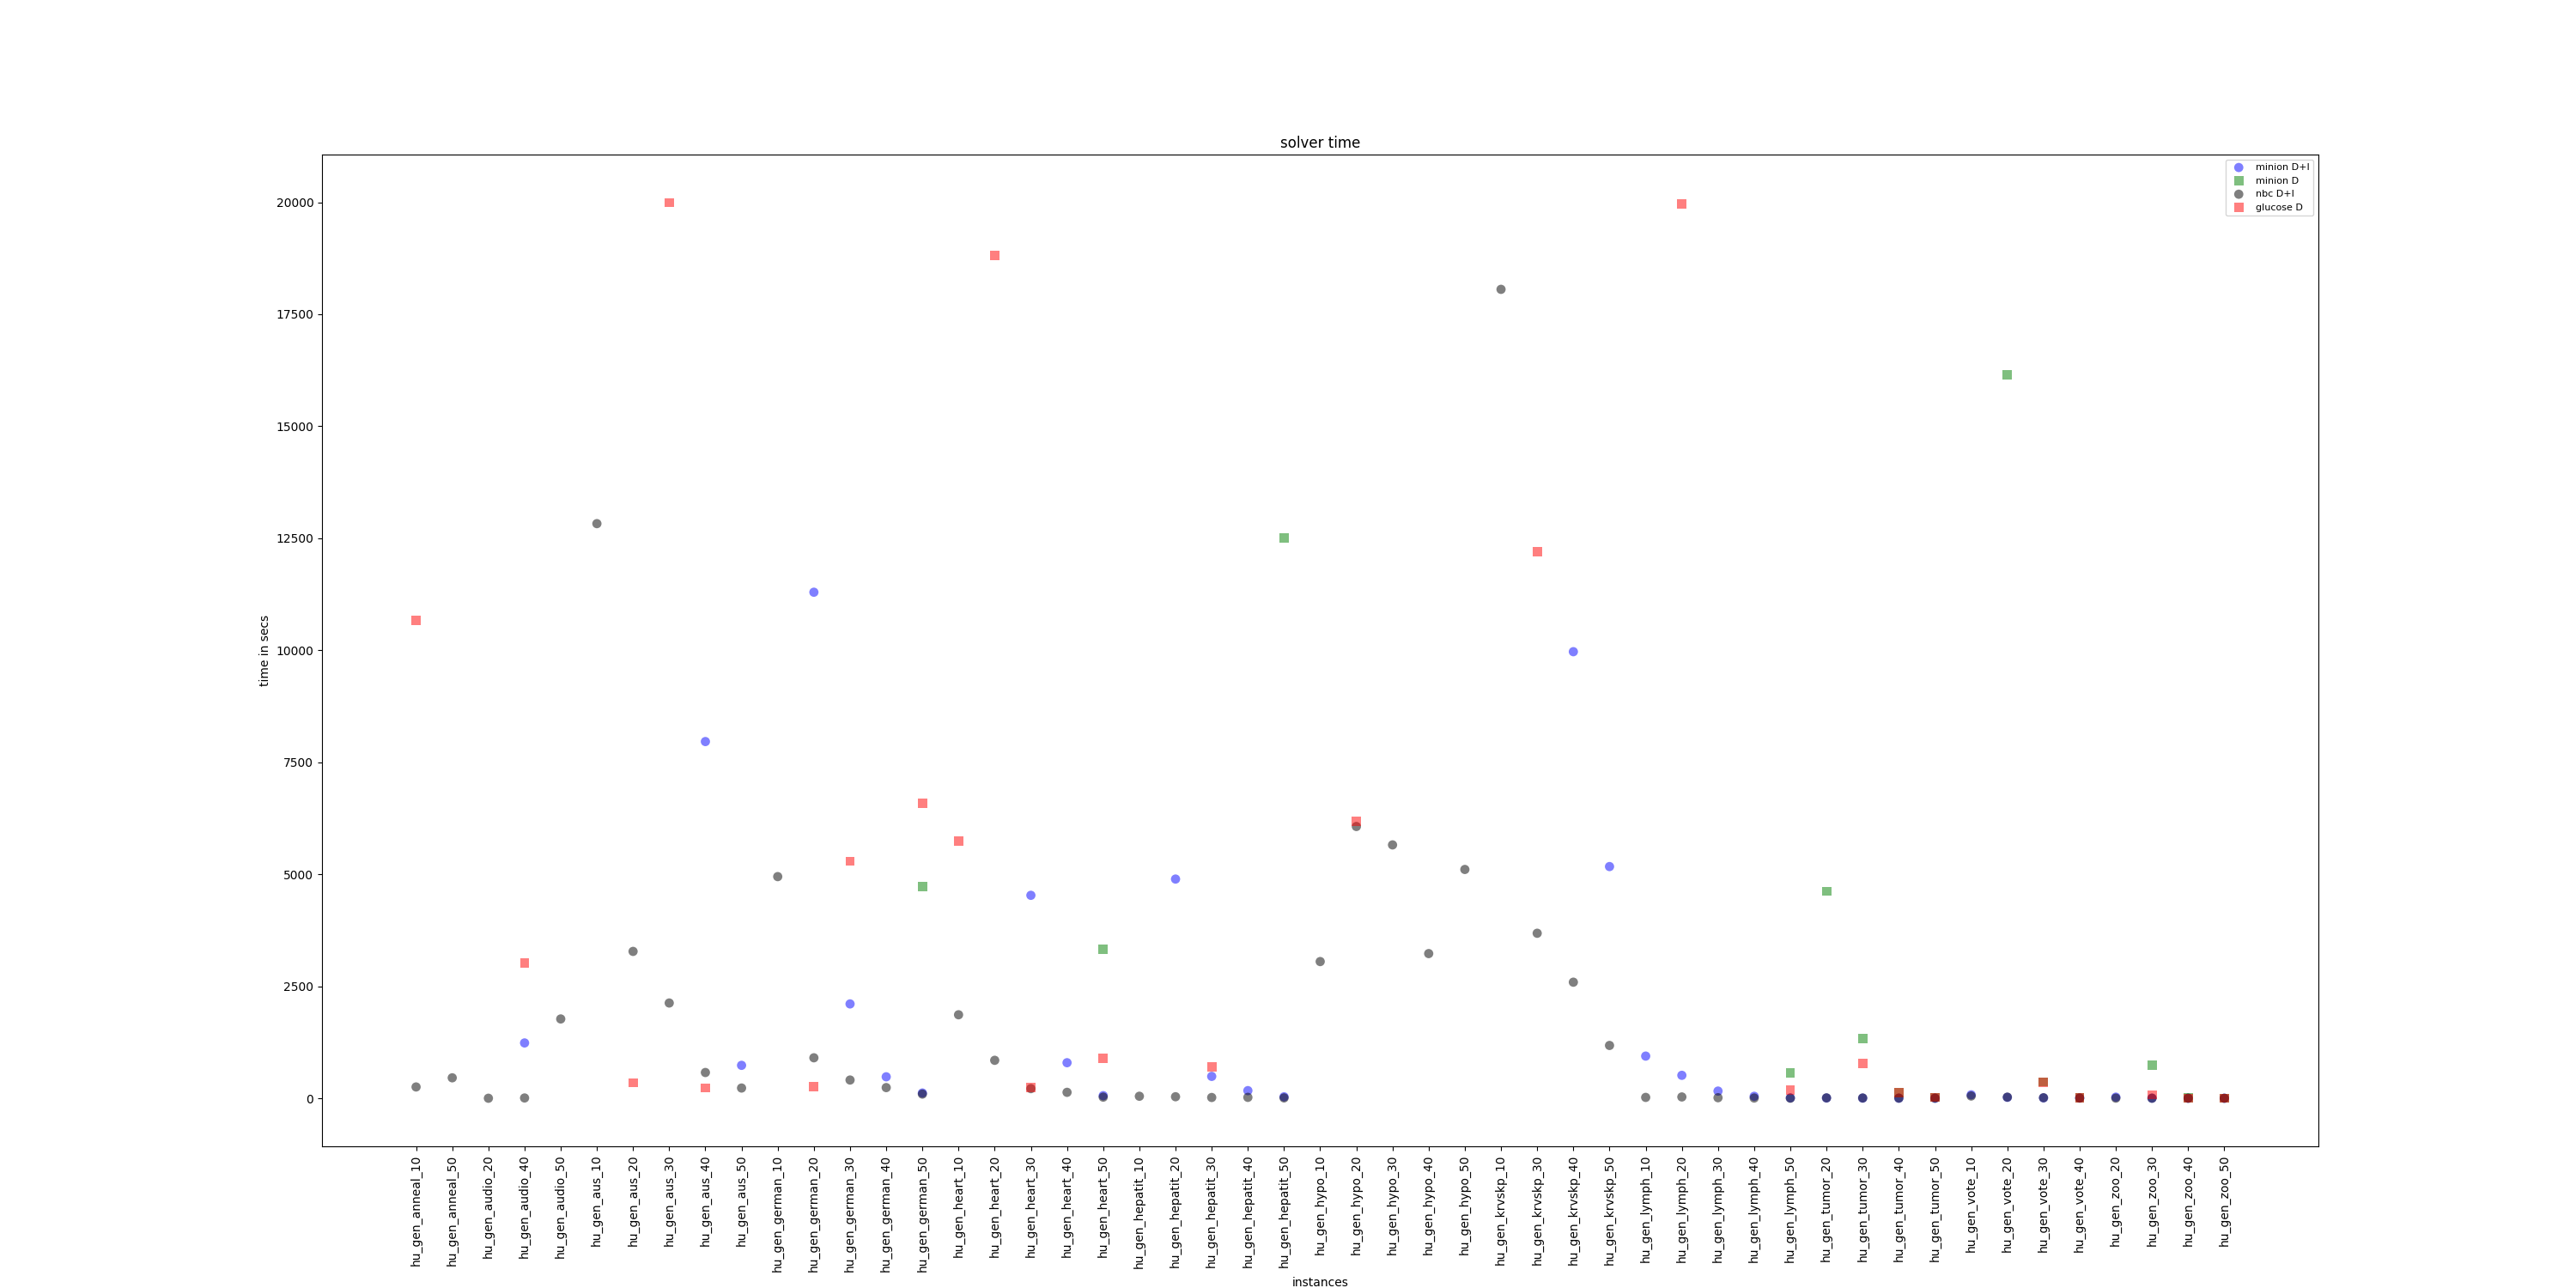 solver time
minion D+I
minion D
nbc D+I
glucose D
20000
17500
15000
12500
10000
7500
5000
2500
0
time in secs
hu_gen_anneal_10
hu_gen_anneal_50
hu_gen_audio_20
hu_gen_audio_40
hu_gen_audio_50
hu_gen_aus_10
hu_gen_aus_20
hu_gen_aus_30
hu_gen_aus_40
hu_gen_aus_50
hu_gen_german_10
hu_gen_german_20
hu_gen_german_30
hu_gen_german_40
hu_gen_german_50
hu_gen_heart_10
hu_gen_heart_20
hu_gen_heart_30
hu_gen_heart_40
hu_gen_heart_50
hu_gen_hepatit_10
hu_gen_hepatit_20
hu_gen_hepatit_30
hu_gen_hepatit_40
hu_gen_hepatit_50
hu_gen_hypo_10
hu_gen_hypo_20
hu_gen_hypo_30
hu_gen_hypo_40
hu_gen_hypo_50
hu_gen_krvskp_10
hu_gen_krvskp_30
hu_gen_krvskp_40
hu_gen_krvskp_50
hu_gen_lymph_10
hu_gen_lymph_20
hu_gen_lymph_30
hu_gen_lymph_40
hu_gen_lymph_50
hu_gen_tumor_20
hu_gen_tumor_30
hu_gen_tumor_40
hu_gen_tumor_50
hu_gen_vote_10
hu_gen_vote_20
hu_gen_vote_30
hu_gen_vote_40
hu_gen_zoo_20
hu_gen_zoo_30
hu_gen_zoo_40
hu_gen_zoo_50
instances